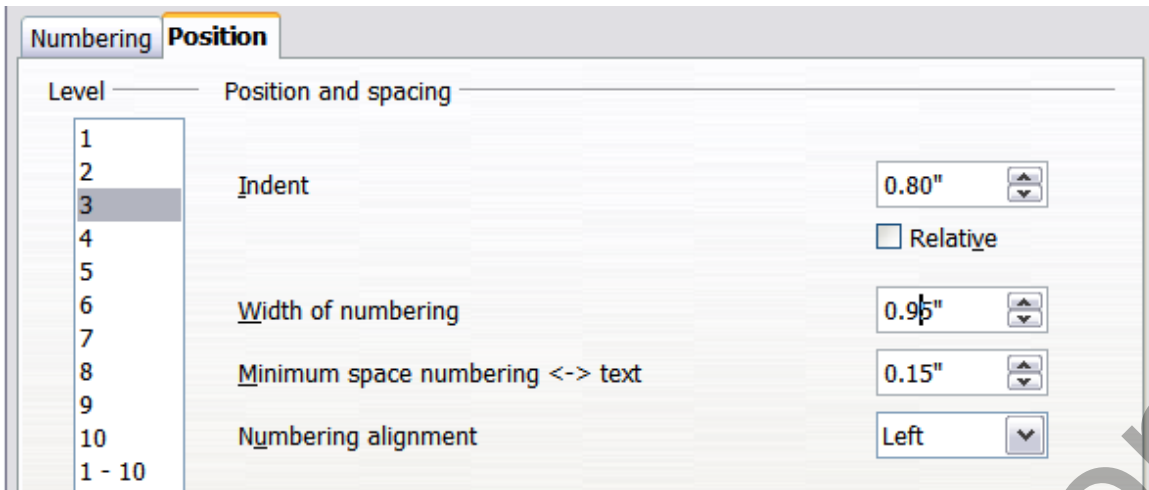 Numbering Position
Level Position and spacing
1
2
3
4
5
6
7
8
9
10
1 - 10
Indent 0.80"
Relative
Width of numbering 0.95"
Minimum space numbering <-> text 0.15"
Numbering alignment Left